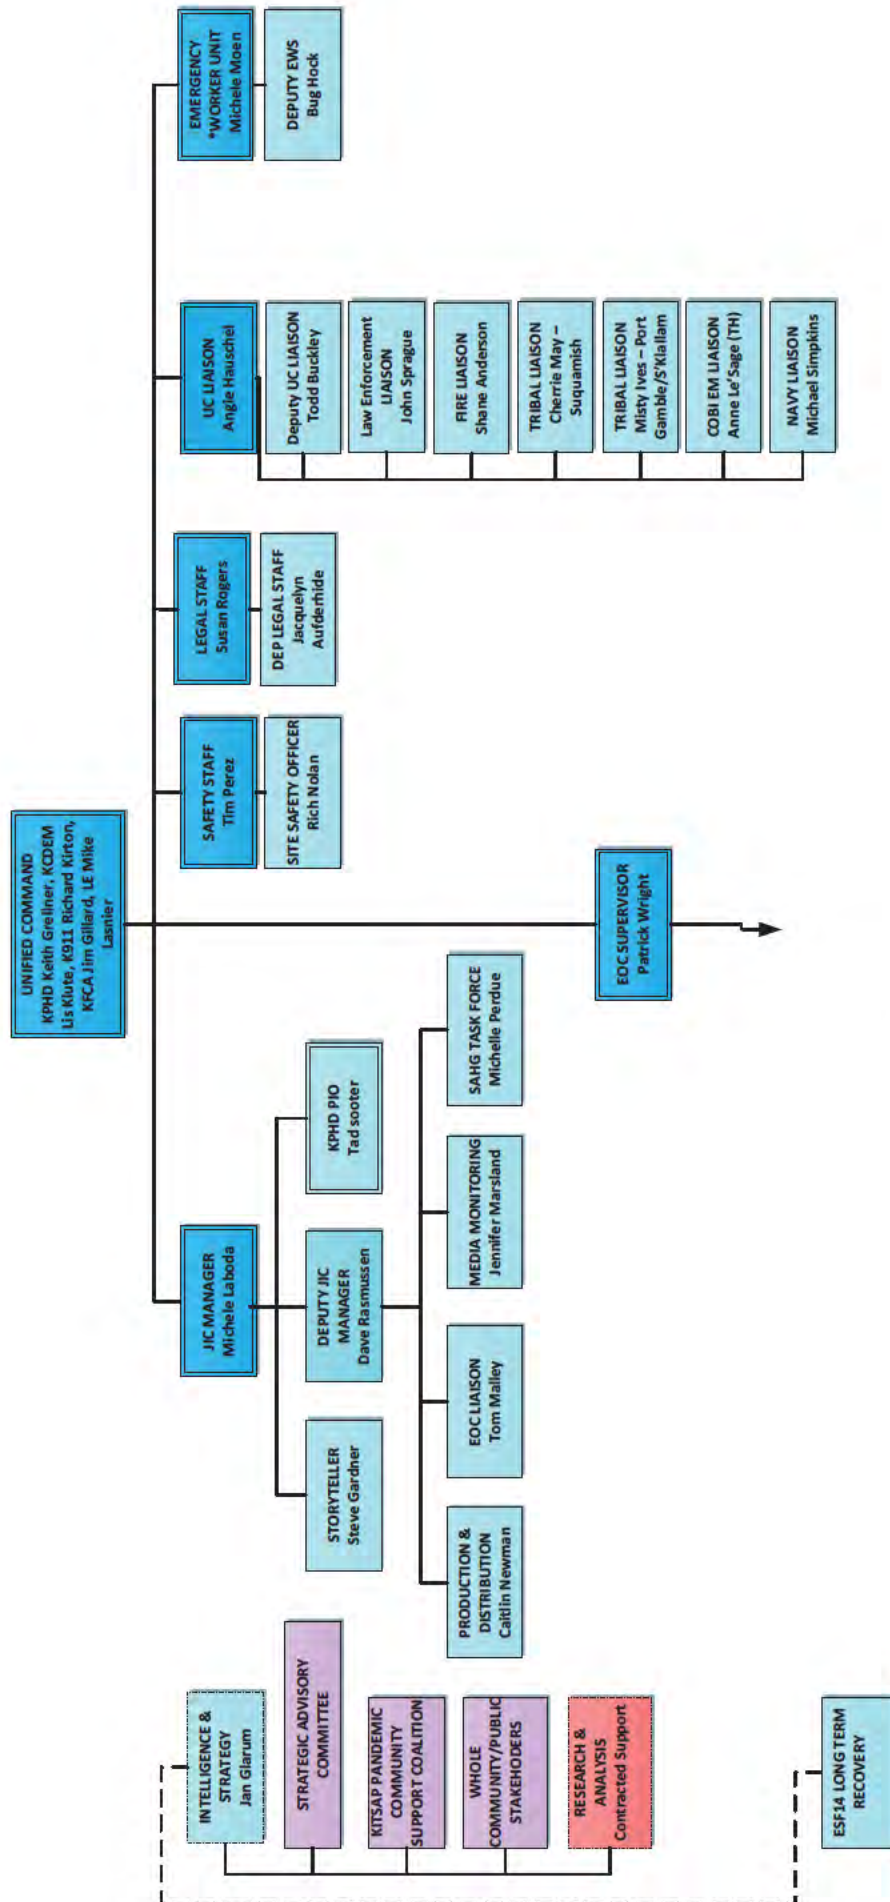 UNIFIED COMMAND
KPHD Keith Grellner, KCDEM
Lis Klute, K911 Richard Kirton,
KFCA Jim Gillard, LE Mike
Lasnier
INTELLIGENCE &
STRATEGY
Jan Glarum
STRATEGIC ADVISORY
COMMITTEE
KITSAP PANDEMIC
COMMUNITY
SUPPORT COALITION
WHOLE
COMMUNITY/PUBLIC
STAKEHODERS
RESEARCH &
ANALYSIS
Contracted Support
ESF14 LONG TERM
RECOVERY
JIC MANAGER
Michele Laboda
STORYTELLER
Steve Gardner
DEPUTY JIC
MANAGER
Dave Rasmussen
KPHD PIO
Tad sooter
PRODUCTION &
DISTRIBUTION
Caitlin Newman
EOC LIAISON
Tom Malley
MEDIA MONITORING
Jennifer Marsland
SAHG TASK FORCE
Michelle Perdue
EOC SUPERVISOR
Patrick Wright
SAFETY STAFF
Tim Perez
SITE SAFETY OFFICER
Rich Nolan
LEGAL STAFF
Susan Rogers
DEP LEGAL STAFF
Jacquelyn
Aufderhide
UC LIAISON
Angie Hauschel
Deputy UC LIAISON
Todd Buckley
Law Enforcement
LIAISON
John Sprague
FIRE LIAISON
Shane Anderson
TRIBAL LIAISON
Cherrie May –
Suquamish
TRIBAL LIAISON
Misty Ives – Port
Gamble/S'Klallam
COBI EM LIAISON
Anne Le'Sage (TH)
NAVY LIAISON
Michael Simpkins
EMERGENCY
*WORKER UNIT
Michele Moen
DEPUTY EWS
Bug Hock